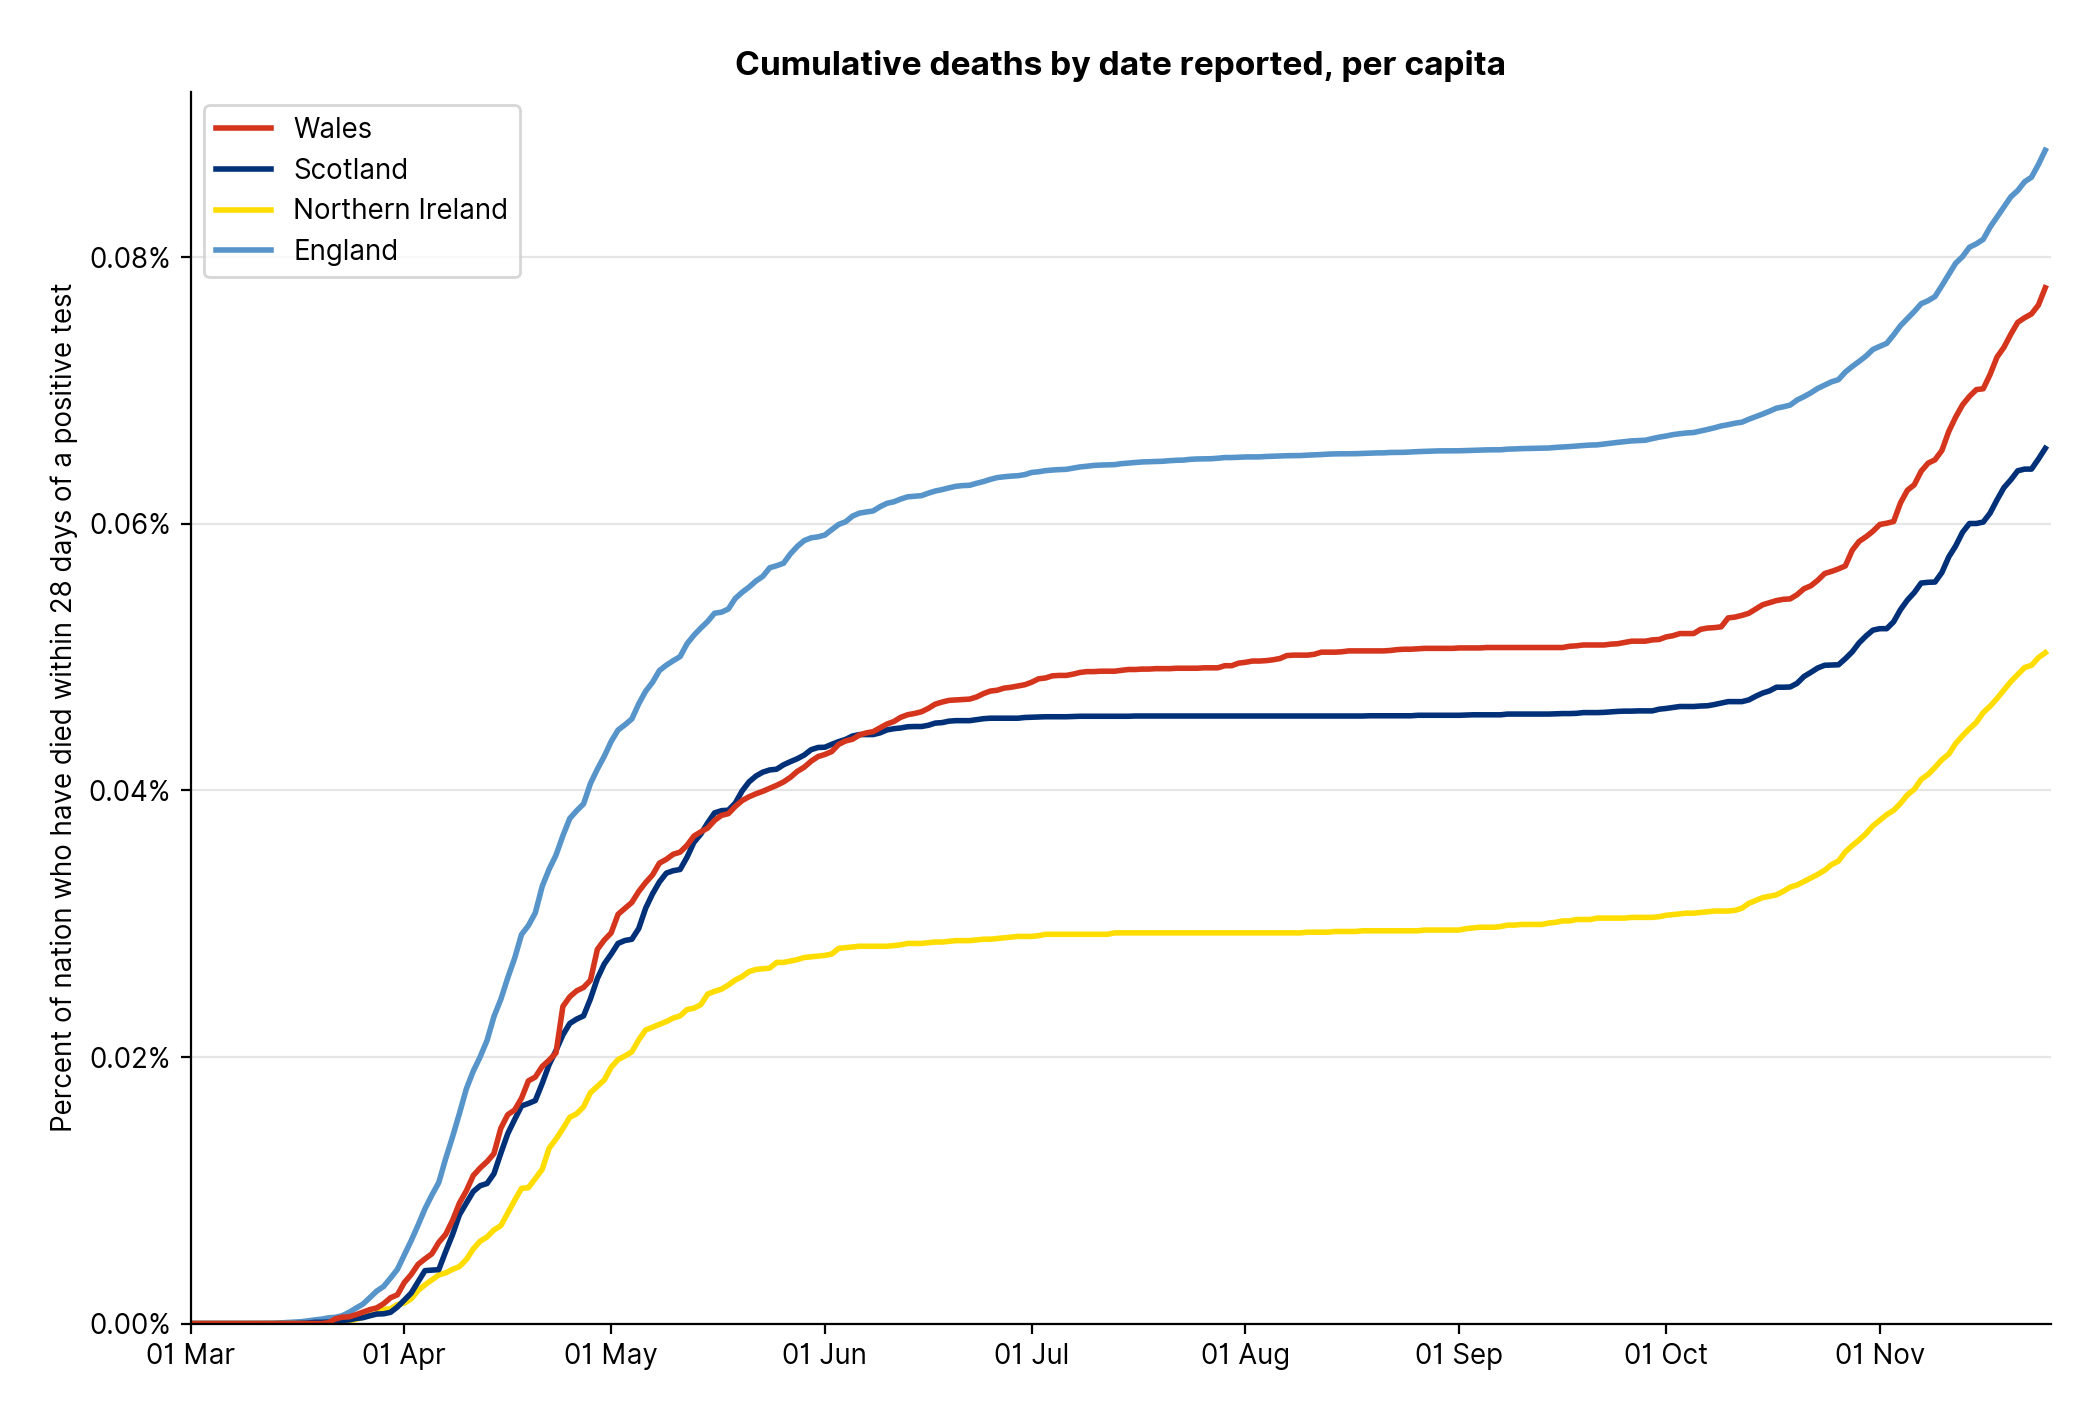 Cumulative deaths by date reported, per capita
Wales
Scotland
Northern Ireland
England
Percent of nation who have died within 28 days of a positive test
0.08%
0.06%
0.04%
0.02%
0.00%
01 Mar
01 Apr
01 May
01 Jun
01 Jul
01 Aug
01 Sep
01 Oct
01 Nov